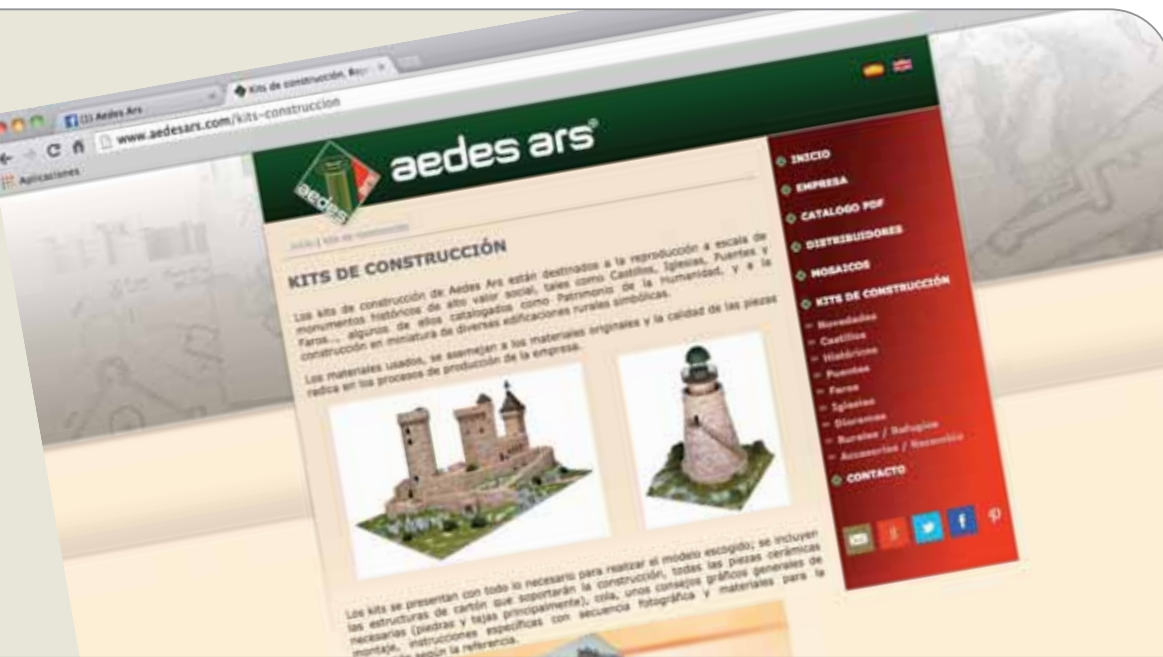 (1) Aedes Ars
Kits de construcción,
www.aedesars.com/kits-construccion
Aplicaciones
aedes
aedes ars®
KITS DE CONSTRUCCIÓN
Los kits de construcción de Aedes Ars están destinados a la reproducción a escala de
monumentos históricos de alto valor social, tales como Castillos, Iglesias, Puentes y
Faros..., algunos de ellos catalogados como Patrimonio de la Humanidad, y a la
construcción en miniatura de diversas edificaciones rurales simbólicas.
Los materiales usados, se asemejan a los materiales originales y la calidad de las piezas
radica en los procesos de producción de la empresa.
Los kits se presentan con todo lo necesario para realizar el modelo escogido; se incluyen
las estructuras de cartón que soportarán la construcción, todas las piezas cerámicas
necesarias (piedras y tejas principalmente), cola, unos consejos gráficos generales de
montaje, instrucciones específicas con secuencia fotográfica y materiales para la
según la referencia.
INICIO
EMPRESA
CATALOGO PDF
DISTRIBUIDORES
MOSAICOS
KITS DE CONSTRUCCIÓN
Novedades
Castillos
Históricos
Puentes
Faros
Iglesias
Dioramas
Rurales / Refugios
Accesorios / Recambio
CONTACTO